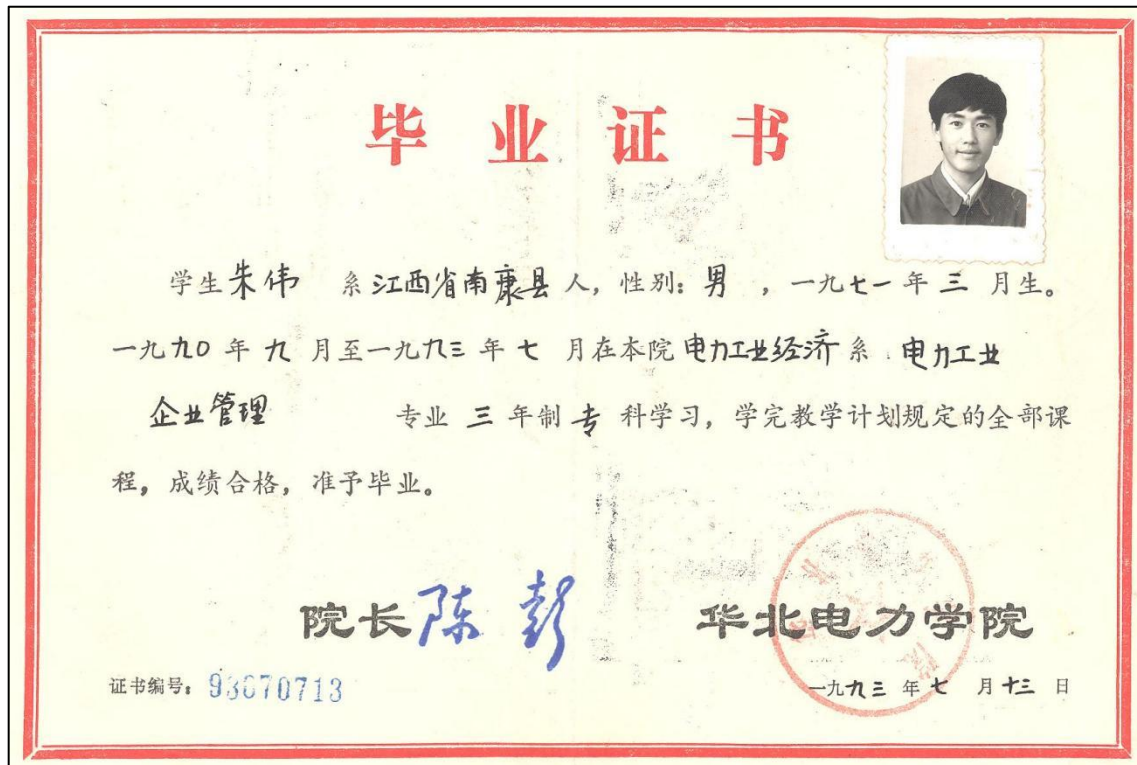 毕业证书
学生朱伟 系江西省南康县人，性别：男，一九七一年三月生。
一九九〇年九月至一九九三年七月在本院电力工业经济系 电力工业
企业管理 专业三年制专科学习，学完教学计划规定的全部课
程，成绩合格，准予毕业。
院长 陈彭 华北电力学院
证书编号：93670713 一九九三年七月十三日